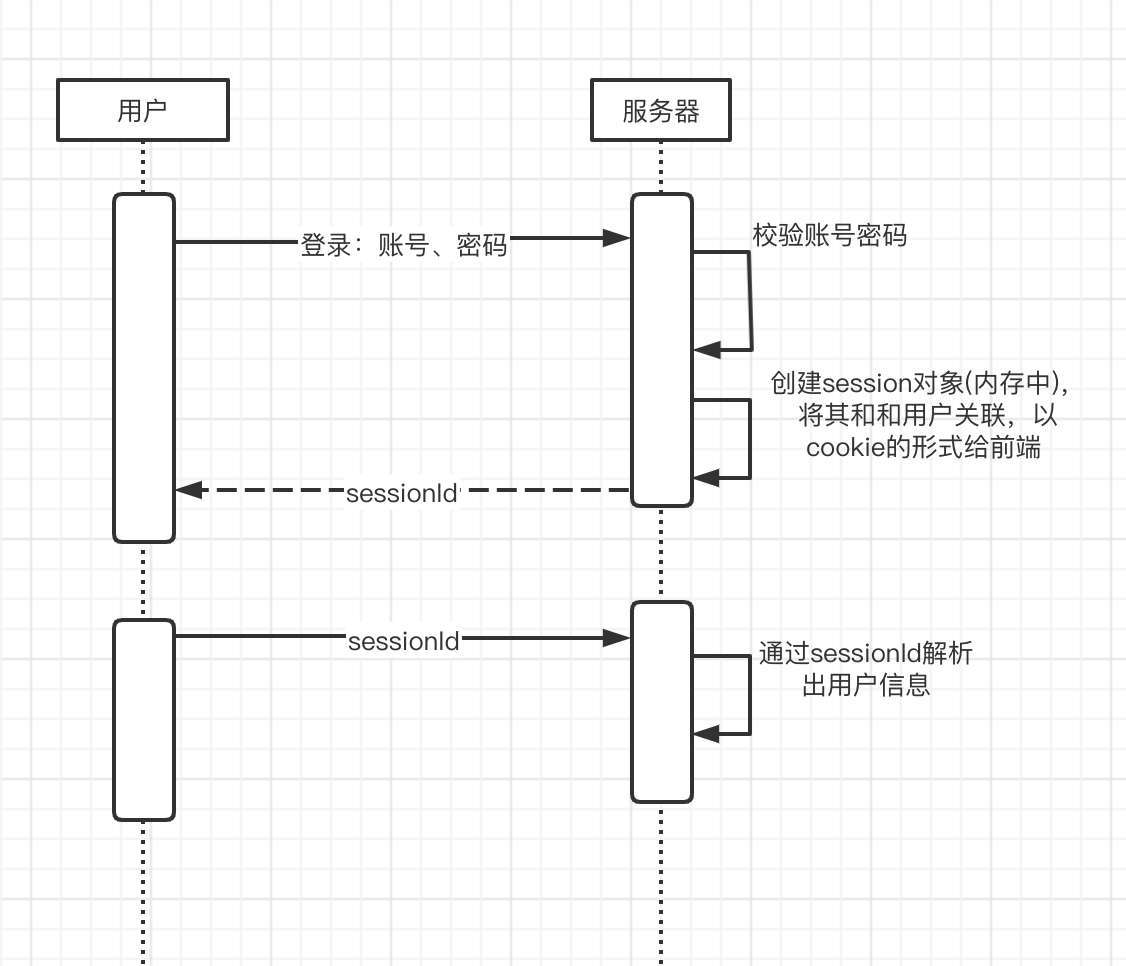 用户
服务器
登录：账号、密码
校验账号密码
创建session对象(内存中)，
将其和和用户关联，以
cookie的形式给前端
sessionId
sessionId
通过sessionId解析
出用户信息